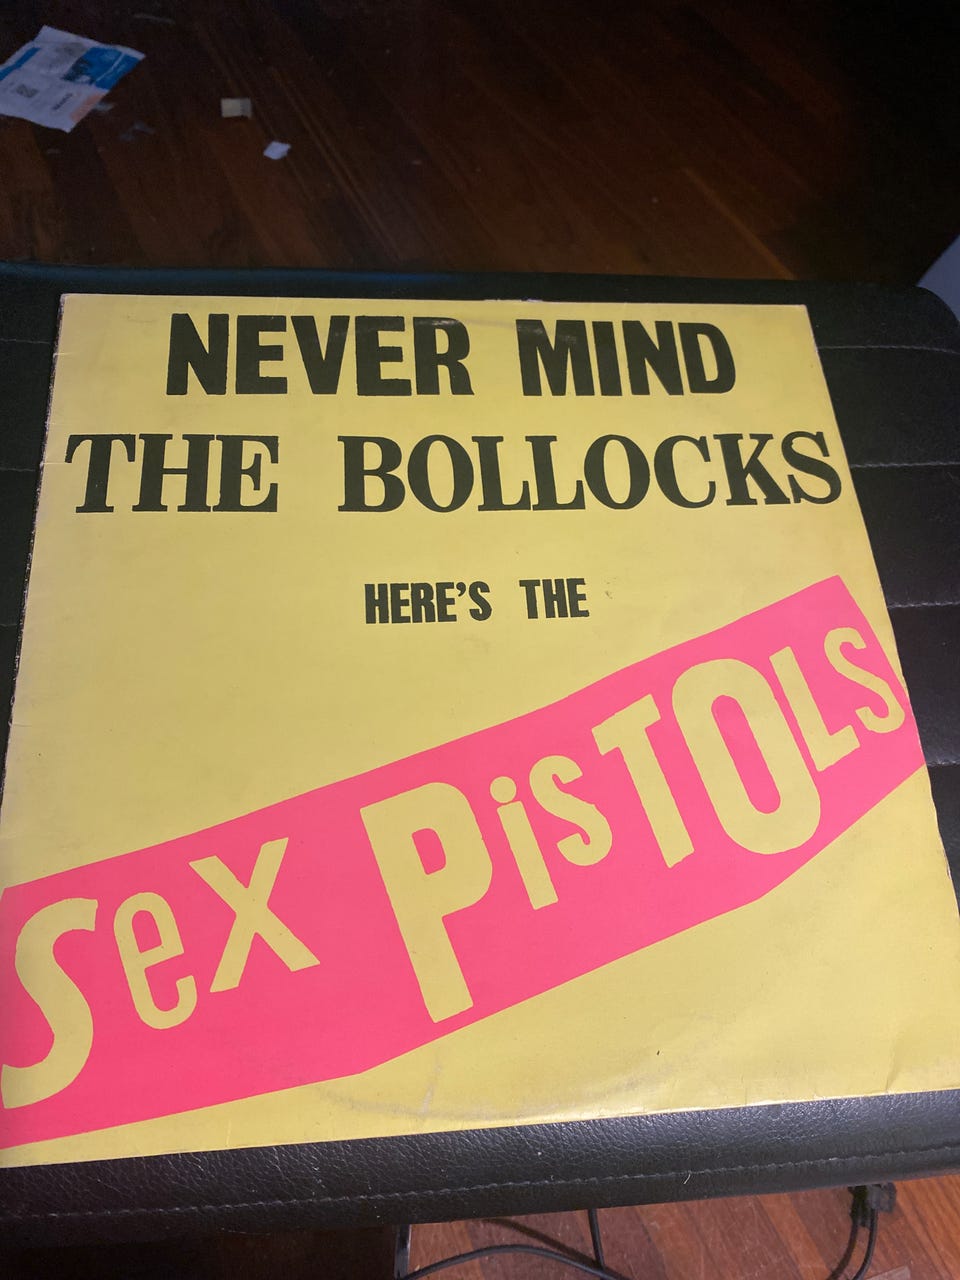 NEVER MIND
THE BOLLOCKS
HERE'S THE
Sex PiSTOLS